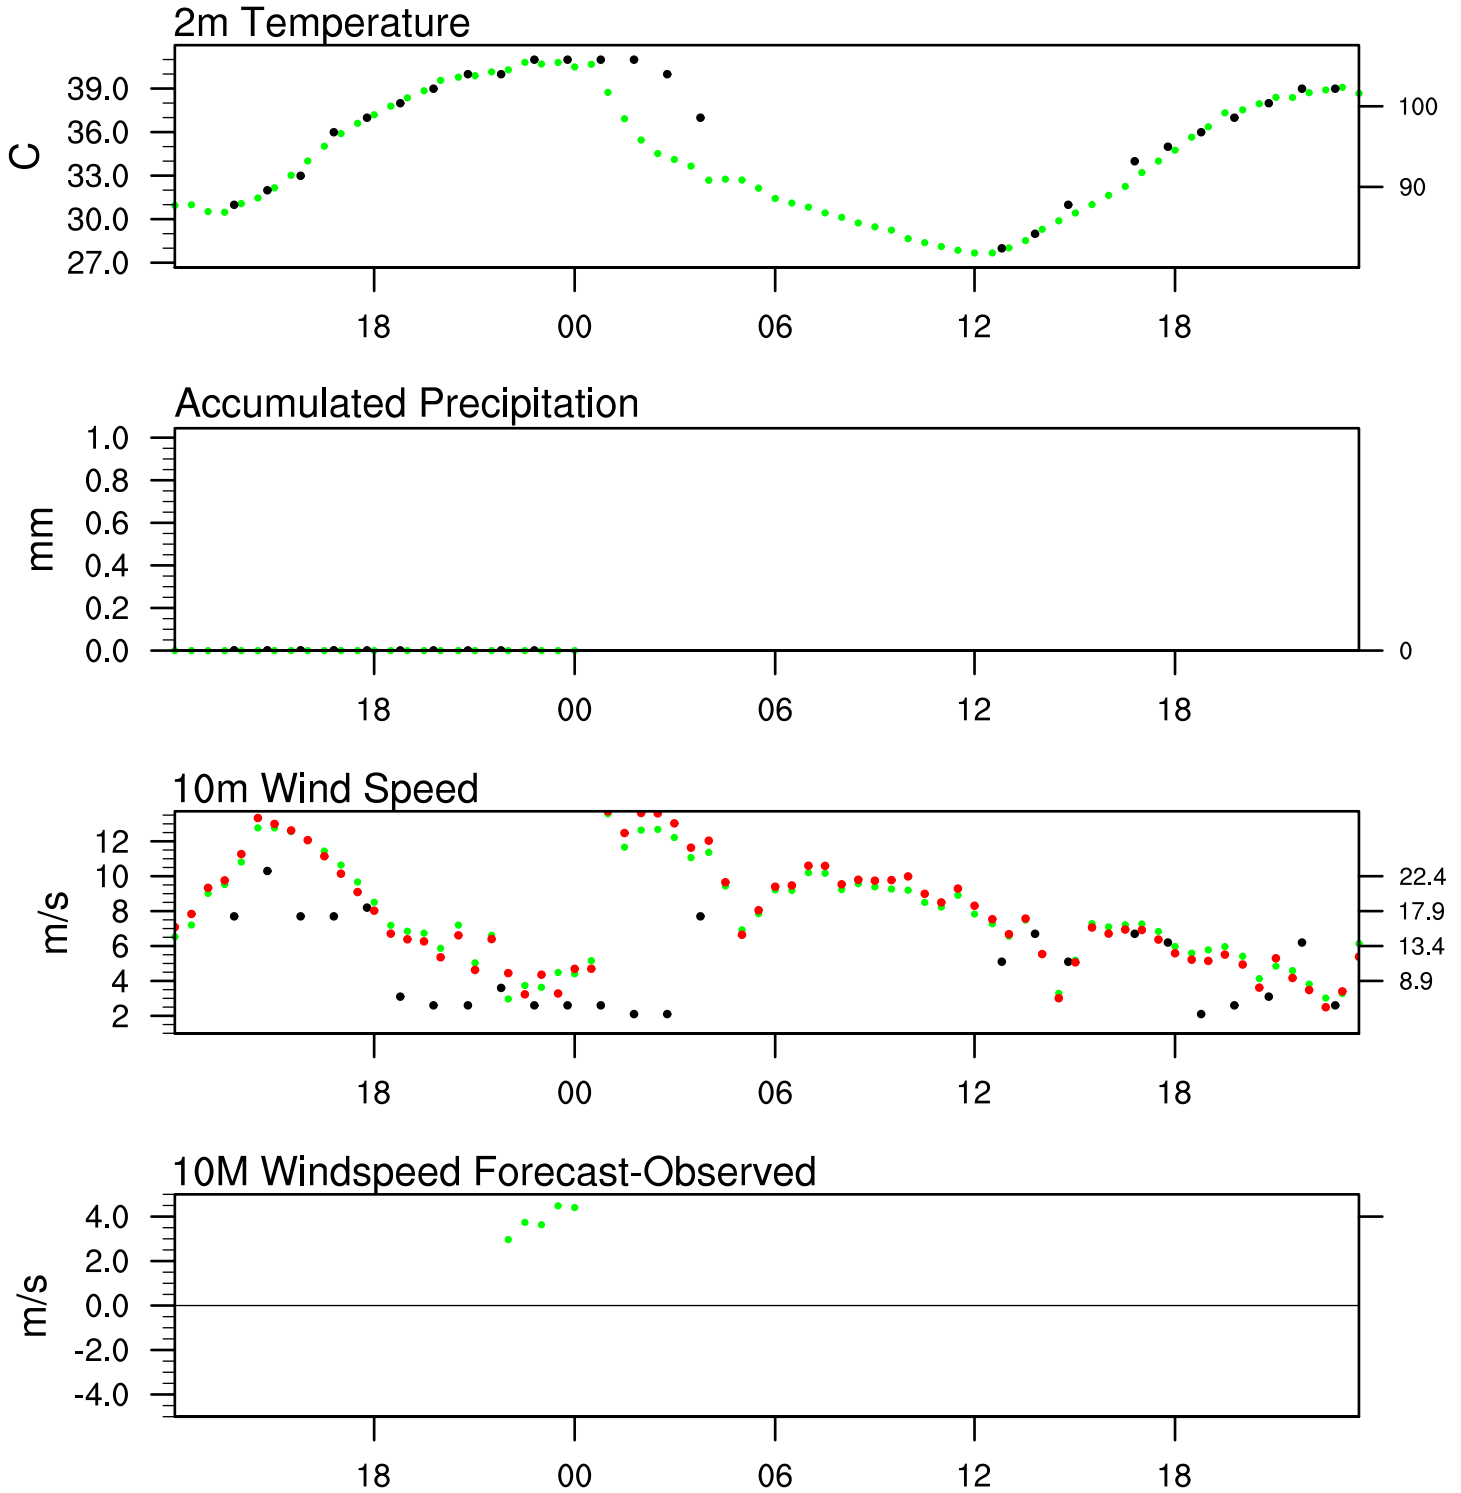 2m Temperature
39.0
36.0
33.0
30.0
27.0
C
100
90
18 00 06 12 18
Accumulated Precipitation
1.0
0.8
0.6
0.4
0.2
0.0
mm
0
18 00 06 12 18
10m Wind Speed
12
10
8
6
4
2
m/s
22.4
17.9
13.4
8.9
18 00 06 12 18
10M Windspeed Forecast-Observed
4.0
2.0
0.0
-2.0
-4.0
m/s
18 00 06 12 18